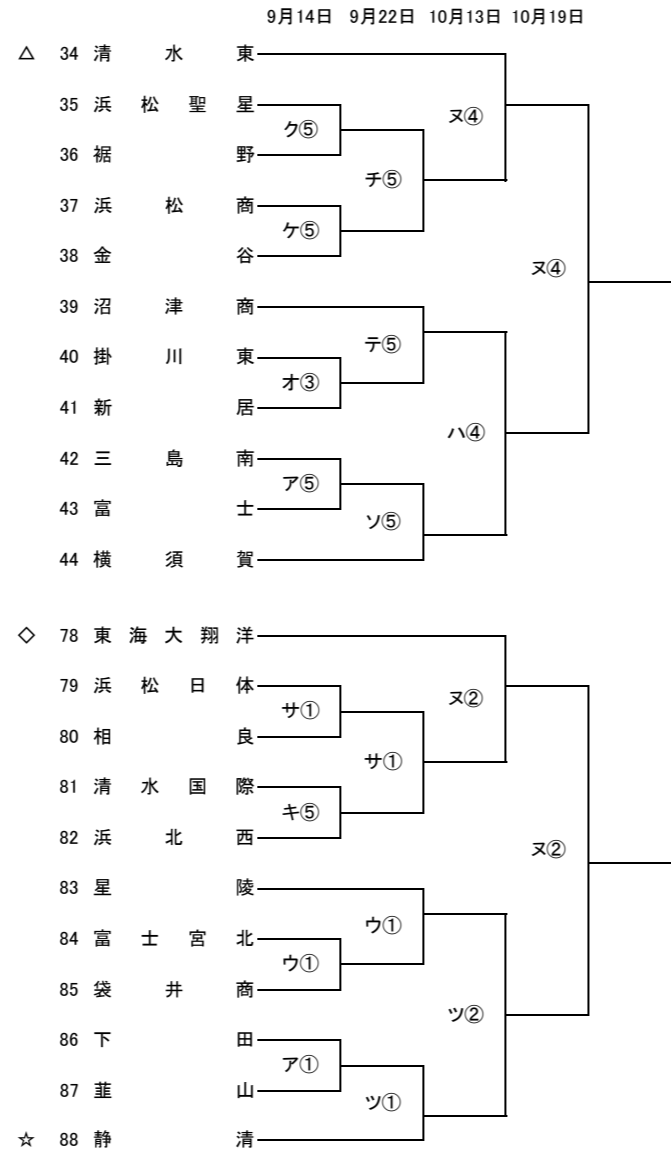 9月14日 9月22日 10月13日 10月19日
△ 34 清水東
ヌ④
35 浜松聖星
ク⑤
36 裾野
チ⑤
37 浜松商
ケ⑤
38 金谷
ヌ④
39 沼津商
テ⑤
40 掛川東
オ③
41 新居
ハ④
42 三島南
ア⑤
43 富士
ソ⑤
44 横須賀
◇ 78 東海大翔洋
79 浜松日体
ヌ②
サ①
80 相良
サ①
81 清水国際
キ⑤
82 浜北西
ヌ②
83 星陵
ウ①
84 富士宮北
ウ①
85 袋井商
ツ②
86 下田
ア①
87 韮山
ツ①
☆ 88 静清